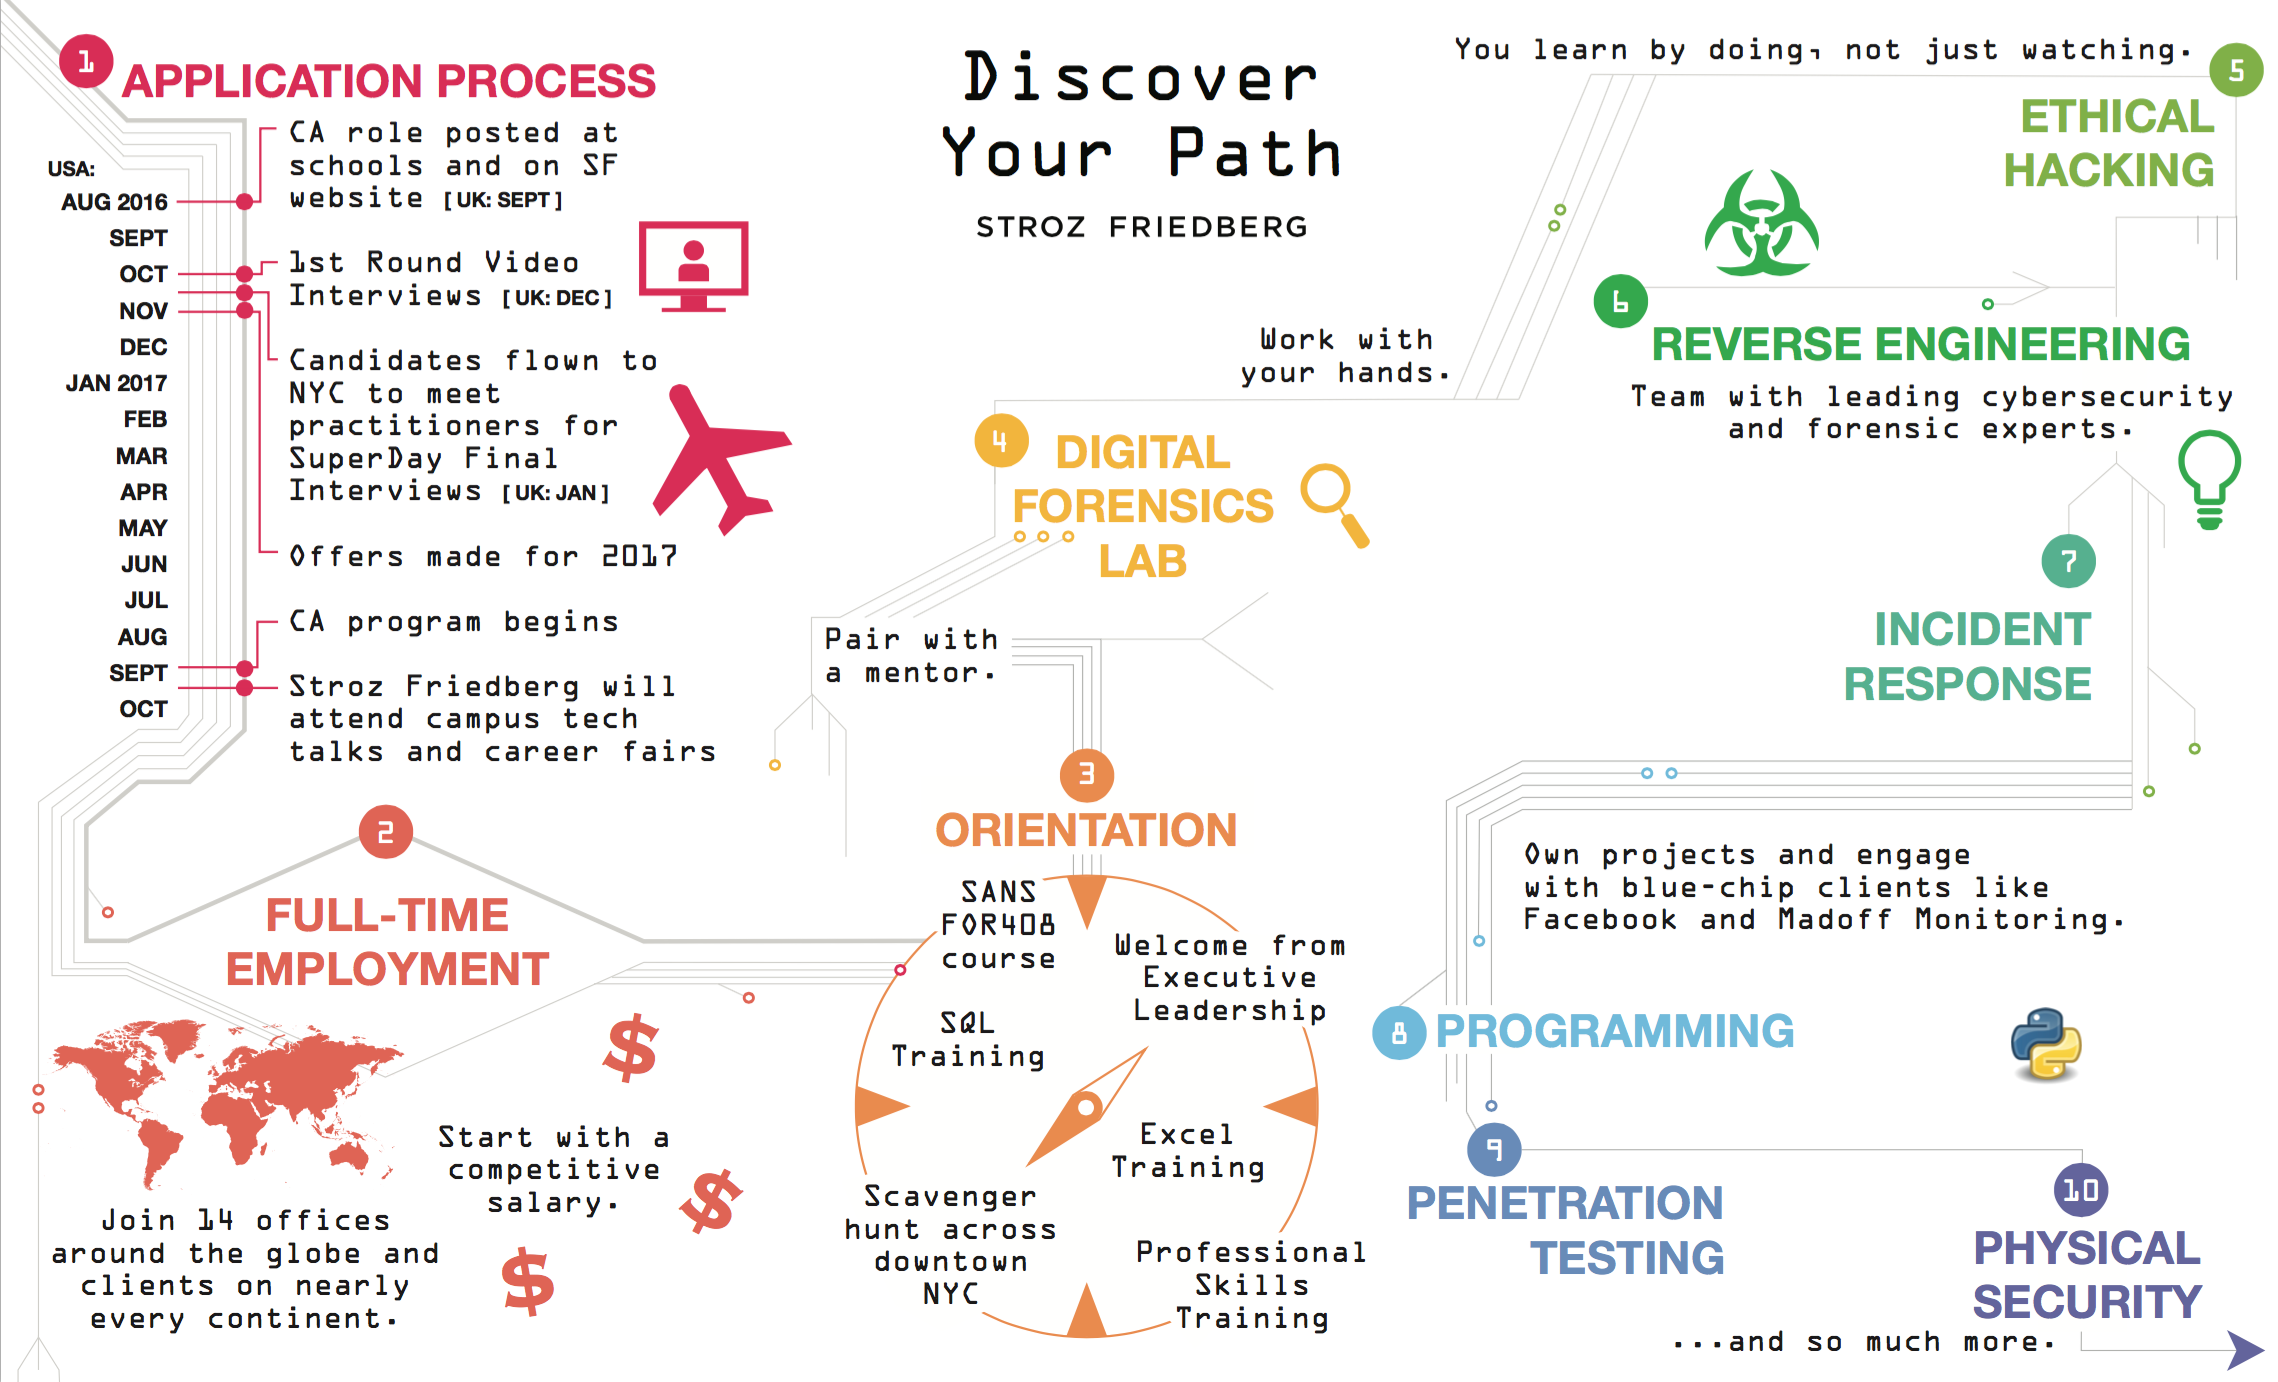 Discover
Your Path
STROZ FRIEDBERG
1
APPLICATION PROCESS
USA:
AUG 2016
SEPT
OCT
NOV
DEC
JAN 2017
FEB
MAR
APR
MAY
JUN
JUL
AUG
SEPT
OCT
CA role posted at
schools and on SF
website [UK: SEPT]
1st Round Video
Interviews [UK: DEC]
Candidates flown to
NYC to meet
practitioners for
SuperDay Final
Interviews [UK: JAN]
Offers made for 2017
CA program begins
Stroz Friedberg will
attend campus tech
talks and career fairs
2
FULL-TIME
EMPLOYMENT
$
$
$
Start with a
competitive
salary.
Join 14 offices
around the globe and
clients on nearly
every continent.
3
ORIENTATION
SANS
FOR408
course
Welcome from
Executive
Leadership
SQL
Training
Excel
Training
Scavenger
hunt across
downtown
NYC
Professional
Skills
Training
Pair with
a mentor.
4
DIGITAL
FORENSICS
LAB
Work with
your hands.
You learn by doing, not just watching.
5
ETHICAL
HACKING
6
REVERSE ENGINEERING
Team with leading cybersecurity
and forensic experts.
7
INCIDENT
RESPONSE
Own projects and engage
with blue-chip clients like
Facebook and Madoff Monitoring.
8
PROGRAMMING
9
PENETRATION
TESTING
10
PHYSICAL
SECURITY
...and so much more.